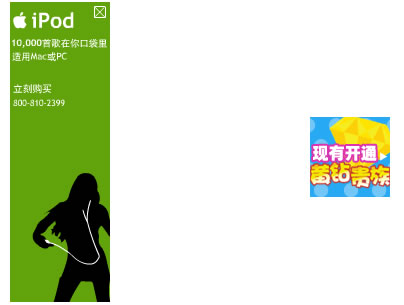 iPod
10,000首歌在你口袋里
适用Mac或PC
立刻购买
800-810-2399
现有开通
黄钻贵族